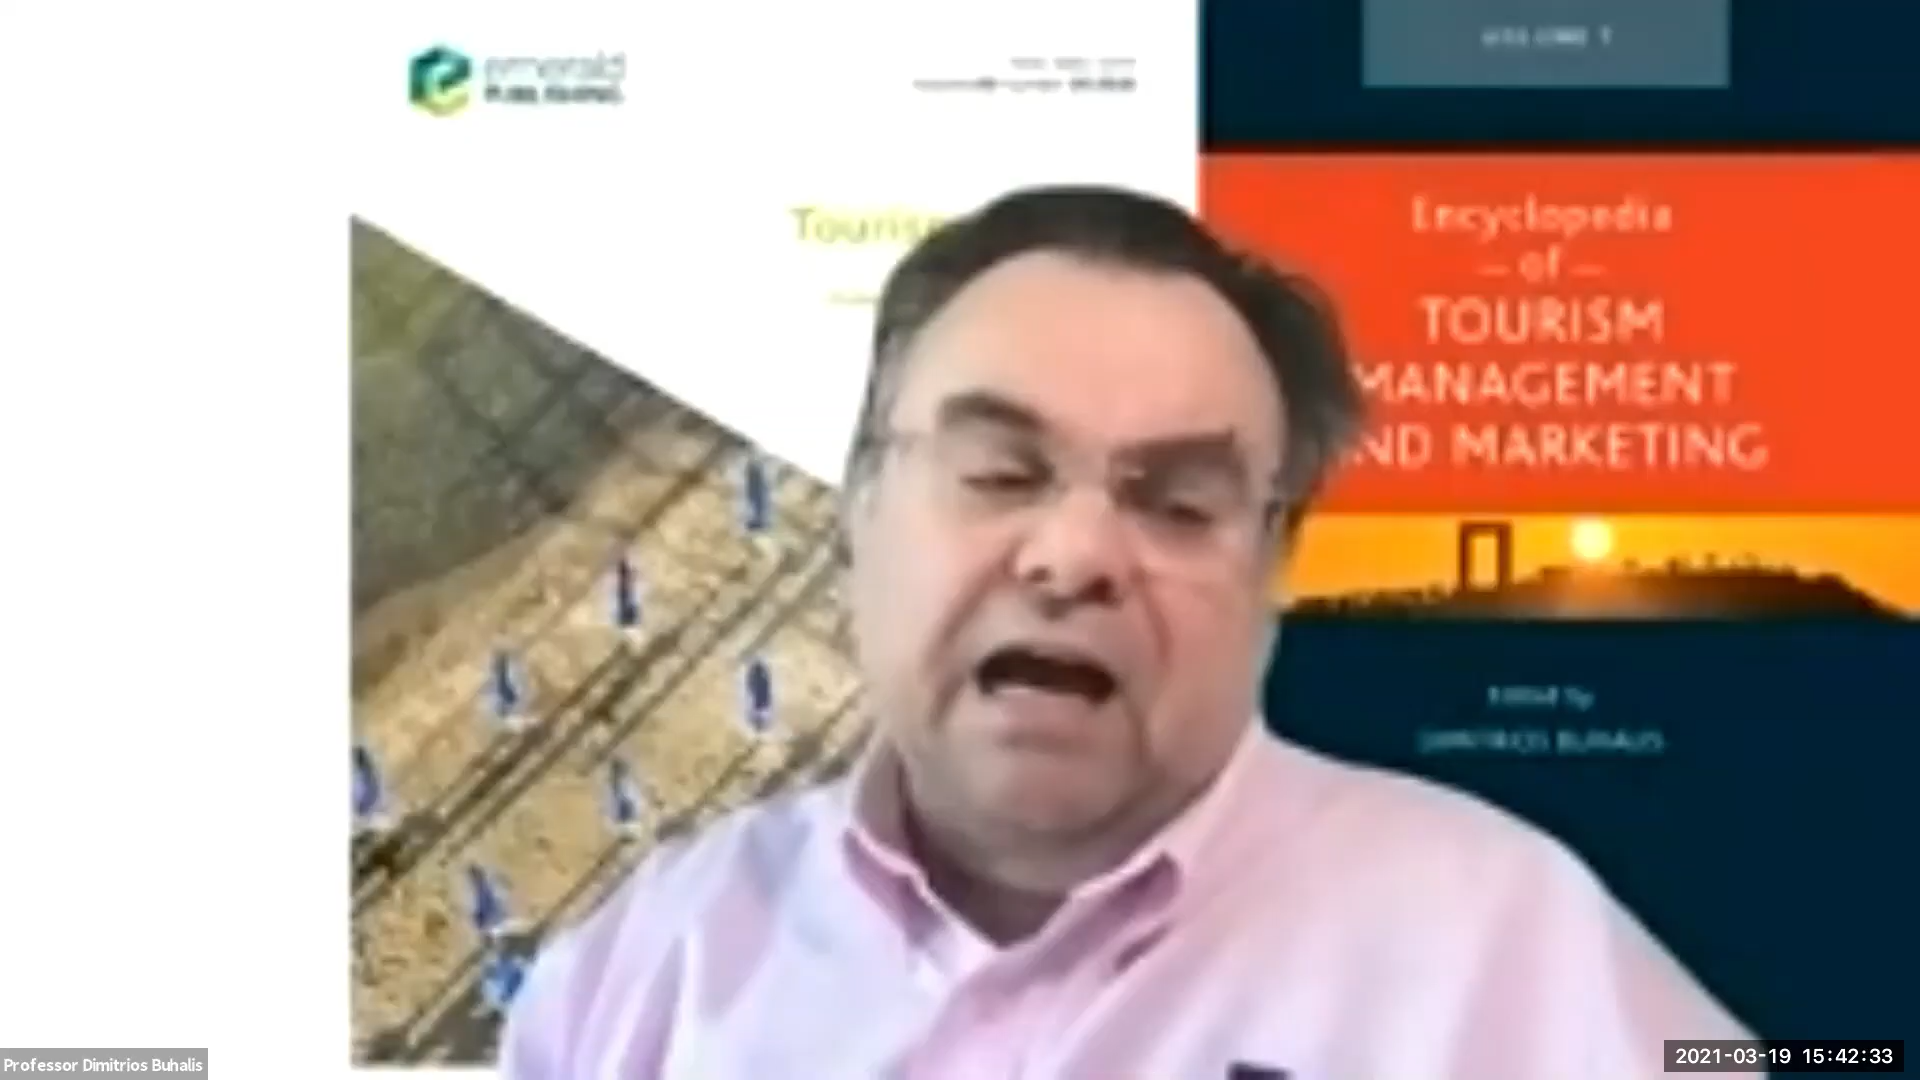 emerald
PUBLISHING
Touris
VOLUME 1
Encyclopedia
— of —
TOURISM
MANAGEMENT
ND MARKETING
Edited by
DIMITRIOS BUHALIS
Professor Dimitrios Buhalis
2021-03-19 15:42:33